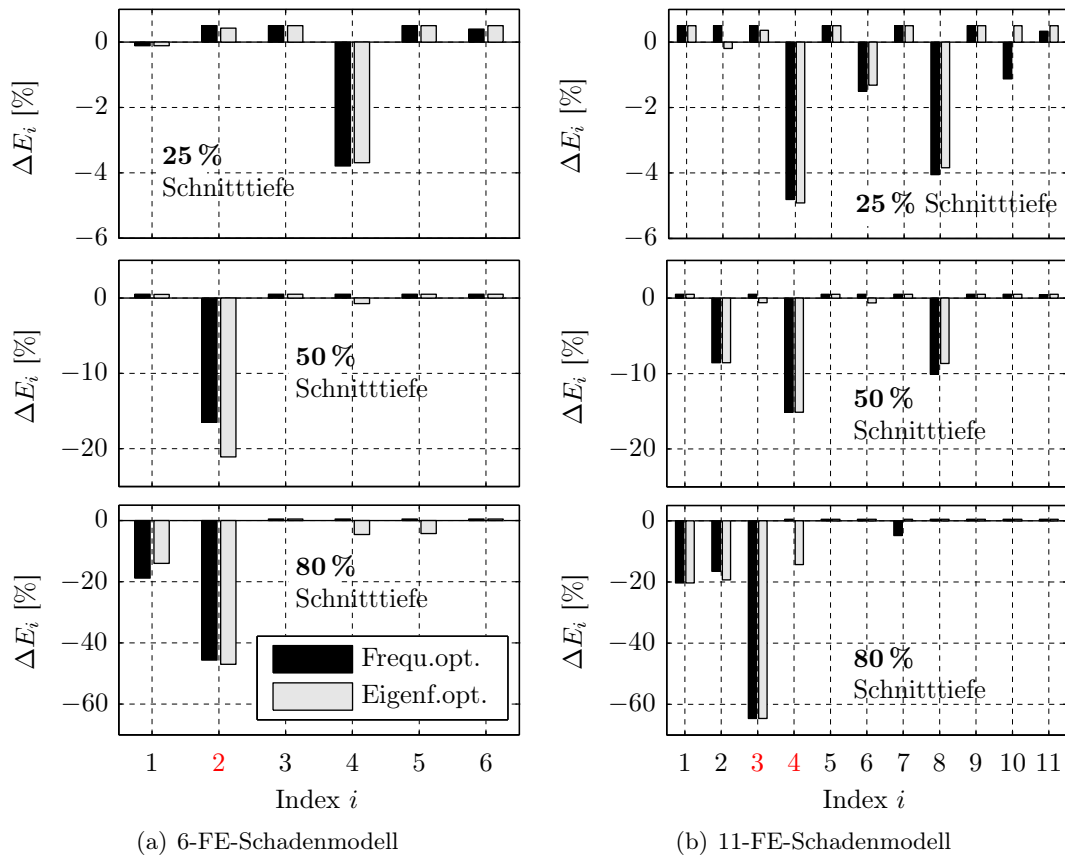 0
−2
−4
−6
ΔE_i [%]
25 %
Schnitttiefe
0
−10
−20
ΔE_i [%]
50 %
Schnitttiefe
0
−20
−40
−60
ΔE_i [%]
80 %
Schnitttiefe
Frequ.opt.
Eigenf.opt.
1 2 3 4 5 6
Index i
(a) 6-FE-Schadenmodell
0
−2
−4
−6
ΔE_i [%]
25 % Schnitttiefe
0
−10
−20
ΔE_i [%]
50 %
Schnitttiefe
0
−20
−40
−60
ΔE_i [%]
80 %
Schnitttiefe
1 2 3 4 5 6 7 8 9 10 11
Index i
(b) 11-FE-Schadenmodell